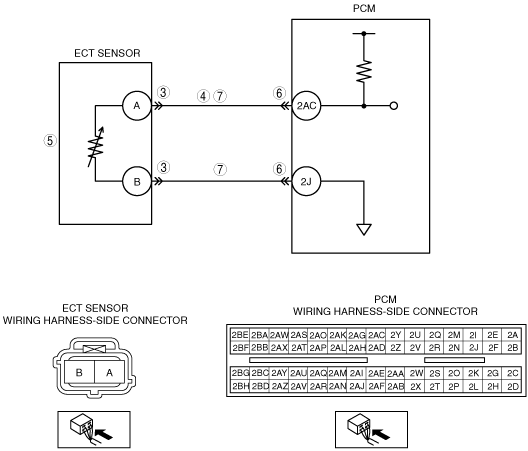 PCM
ECT SENSOR
3
4 7
6
A
2AC
5
3
7
6
B
2J
ECT SENSOR
WIRING HARNESS-SIDE CONNECTOR
PCM
WIRING HARNESS-SIDE CONNECTOR
2BE 2BA 2AW 2AS 2AO 2AK 2AG 2AC 2Y 2U 2Q 2M 2I 2E 2A
2BF 2BB 2AX 2AT 2AP 2AL 2AH 2AD 2Z 2V 2R 2N 2J 2F 2B
2BG 2BC 2AY 2AU 2AQ 2AM 2AI 2AE 2AA 2W 2S 2O 2K 2G 2C
2BH 2BD 2AZ 2AV 2AR 2AN 2AJ 2AF 2AB 2X 2T 2P 2L 2H 2D
B A